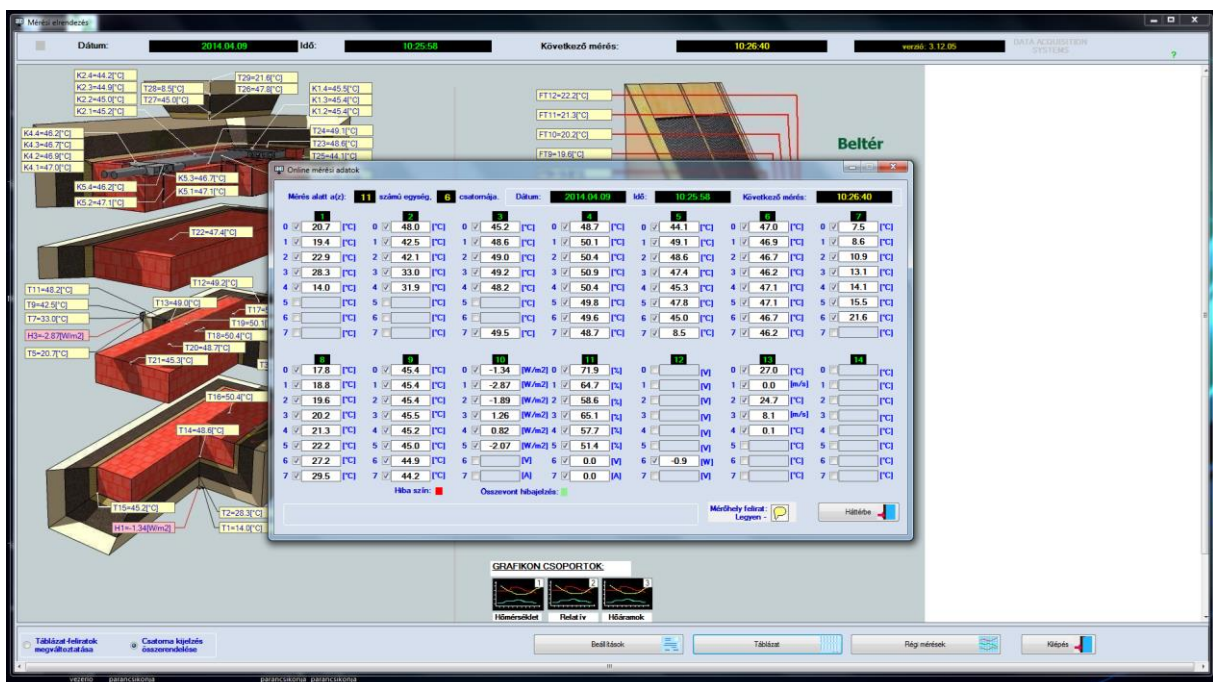 Mérési elrendezés
Dátum: 2014.04.09 Idő: 10:25:58 Következő mérés: 10:26:40 verzió: 3.12.05 DATA ACQUISITION SYSTEMS
?
K2.4=44.2[°C]
K2.3=44.9[°C]
K2.2=45.0[°C]
K2.1=45.2[°C]
T29=21.6[°C]
T28=8.5[°C] T26=47.8[°C]
T27=45.0[°C]
K1.4=45.5[°C]
K1.3=45.4[°C]
K1.2=45.4[°C]
K4.4=46.2[°C]
K4.3=46.7[°C]
K4.2=46.9[°C]
K4.1=47.0[°C]
T24=49.1[°C]
T23=48.6[°C]
T25=44.1[°C]
K5.4=46.2[°C] K5.3=46.7[°C]
K5.1=47.1[°C]
K5.2=47.1[°C]
T22=47.4[°C]
T12=49.2[°C]
T11=48.2[°C]
T9=42.5[°C]
T7=33.0[°C]
H3=-2.87[W/m2]
T5=20.7[°C]
T13=49.0[°C]
T19=50.1
T18=50.4[°C]
T20=48.7[°C]
T21=45.3[°C]
T16=50.4[°C]
T14=48.6[°C]
T15=45.2[°C]
H1=-1.34[W/m2]
T2=28.3[°C]
T1=14.0[°C]
FT12=22.2[°C]
FT11=21.3[°C]
FT10=20.2[°C]
FT9=19.6[°C]
Beltér
Online mérési adatok
Mérés alatt a(z): 11 számú egység, 6 csatornája. Dátum: 2014.04.09 Idő: 10:25:58 Következő mérés: 10:26:40
1 2 3 4 5 6 7
0 20.7 [°C] 0 48.0 [°C] 0 45.2 [°C] 0 48.7 [°C] 0 44.1 [°C] 0 47.0 [°C] 0 7.5 [°C]
1 19.4 [°C] 1 42.5 [°C] 1 48.6 [°C] 1 50.1 [°C] 1 49.1 [°C] 1 46.9 [°C] 1 8.6 [°C]
2 22.9 [°C] 2 42.1 [°C] 2 49.0 [°C] 2 50.4 [°C] 2 48.6 [°C] 2 46.7 [°C] 2 10.9 [°C]
3 28.3 [°C] 3 33.0 [°C] 3 49.2 [°C] 3 50.9 [°C] 3 47.4 [°C] 3 46.2 [°C] 3 13.1 [°C]
4 14.0 [°C] 4 31.9 [°C] 4 48.2 [°C] 4 50.4 [°C] 4 45.3 [°C] 4 47.1 [°C] 4 14.1 [°C]
5 [°C] 5 [°C] 5 [°C] 5 49.8 [°C] 5 47.8 [°C] 5 47.1 [°C] 5 15.5 [°C]
6 [°C] 6 [°C] 6 [°C] 6 49.6 [°C] 6 45.0 [°C] 6 46.7 [°C] 6 21.6 [°C]
7 [°C] 7 [°C] 7 49.5 [°C] 7 48.7 [°C] 7 8.5 [°C] 7 46.2 [°C] 7 [°C]
8 9 10 11 12 13 14
0 17.8 [°C] 0 45.4 [°C] 0 -1.34 [W/m2] 0 71.9 [%] 0 [V] 0 27.0 [°C] 0 [°C]
1 18.8 [°C] 1 45.4 [°C] 1 -2.87 [W/m2] 1 64.7 [%] 1 [V] 1 0.0 [m/s] 1 [°C]
2 19.6 [°C] 2 45.4 [°C] 2 -1.89 [W/m2] 2 58.6 [%] 2 [V] 2 24.7 [°C] 2 [°C]
3 20.2 [°C] 3 45.5 [°C] 3 1.26 [W/m2] 3 65.1 [%] 3 [V] 3 8.1 [m/s] 3 [°C]
4 21.3 [°C] 4 45.2 [°C] 4 0.82 [W/m2] 4 57.7 [%] 4 [V] 4 0.1 [°C] 4 [°C]
5 22.2 [°C] 5 45.0 [°C] 5 -2.07 [W/m2] 5 51.4 [%] 5 [V] 5 [°C] 5 [°C]
6 27.2 [°C] 6 44.9 [°C] 6 [V] 6 0.0 [V] 6 -0.9 [W] 6 [°C] 6 [°C]
7 29.5 [°C] 7 44.2 [°C] 7 [A] 7 0.0 [A] 7 [V] 7 [°C] 7 [°C]
Hiba szín: Összevont hibajelzés:
Mérőhely felirat:
Legyen -
Háttérbe
GRAFIKON CSOPORTOK:
1 2 3
Hőmérséklet Relatív Hőáramok
Táblázat-feliratok megváltoztatása
Csatorna kijelzés összerendelése
Beállítások Táblázat Régi mérések Kilépés
vezérlő parancsikonja parancsikonja parancsikonja